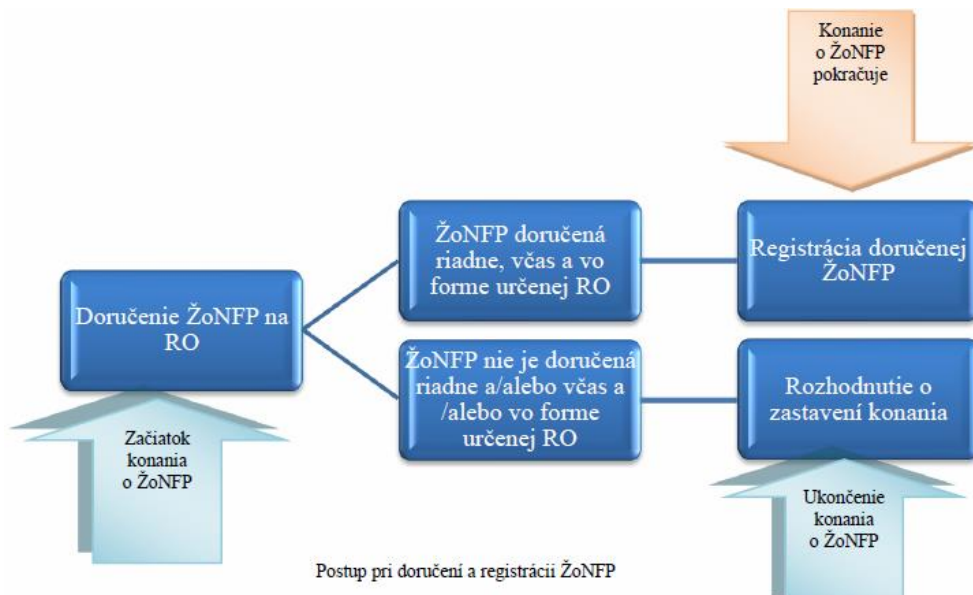 Konanie
o ŽoNFP
pokračuje
ŽoNFP doručená
riadne, včas a vo
forme určenej RO
Registrácia doručenej
ŽoNFP
Doručenie ŽoNFP na
RO
ŽoNFP nie je doručená
riadne a/alebo včas a
/alebo vo forme
určenej RO
Rozhodnutie o
zastavení konania
Začiatok
konania
o ŽoNFP
Ukončenie
konania
o ŽoNFP
Postup pri doručení a registrácii ŽoNFP